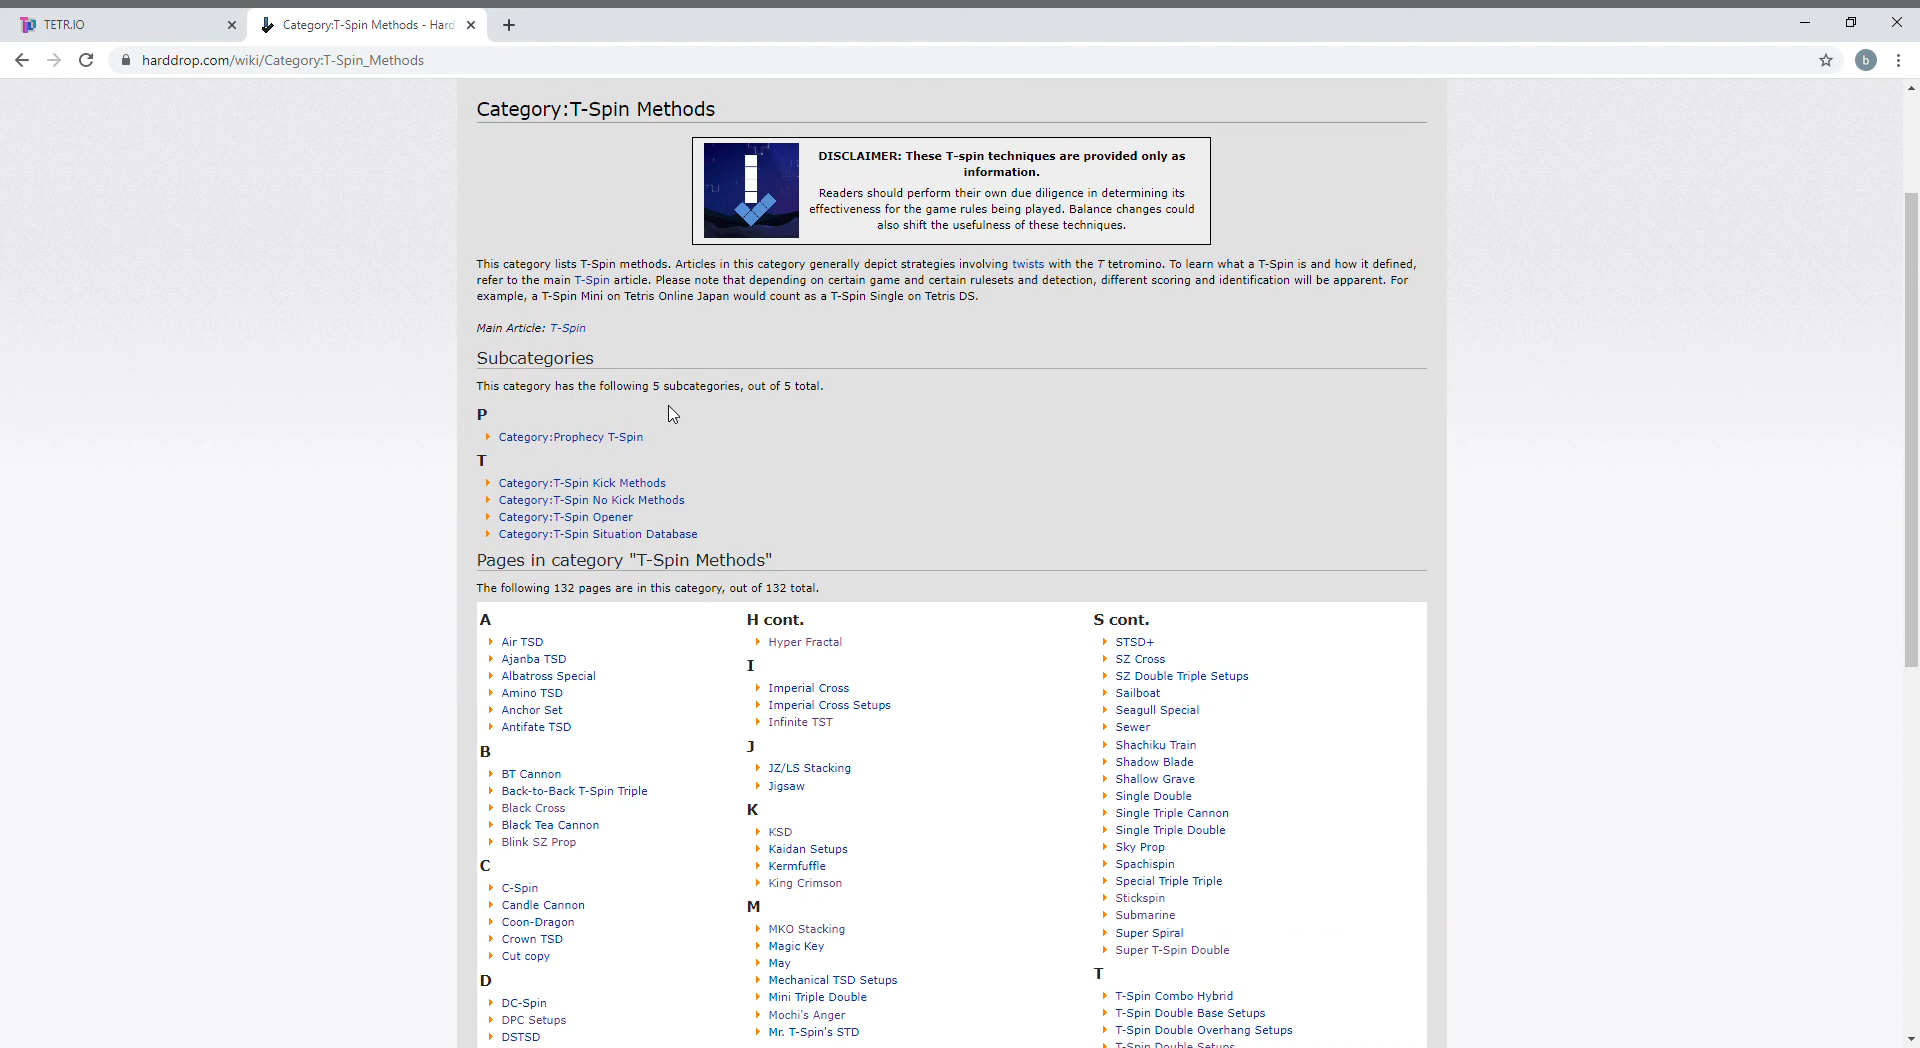 TETR.IO
Category:T-Spin Methods - Hard
harddrop.com/wiki/Category:T-Spin_Methods
b
Category:T-Spin Methods
DISCLAIMER: These T-spin techniques are provided only as
information.
Readers should perform their own due diligence in determining its
effectiveness for the game rules being played. Balance changes could
also shift the usefulness of these techniques.
This category lists T-Spin methods. Articles in this category generally depict strategies involving twists with the T tetromino. To learn what a T-Spin is and how it defined,
refer to the main T-Spin article. Please note that depending on certain game and certain rulesets and detection, different scoring and identification will be apparent. For
example, a T-Spin Mini on Tetris Online Japan would count as a T-Spin Single on Tetris DS.
Main Article: T-Spin
Subcategories
This category has the following 5 subcategories, out of 5 total.
P
Category:Prophecy T-Spin
T
Category:T-Spin Kick Methods
Category:T-Spin No Kick Methods
Category:T-Spin Opener
Category:T-Spin Situation Database
Pages in category "T-Spin Methods"
The following 132 pages are in this category, out of 132 total.
A
Air TSD
Ajanba TSD
Albatross Special
Amino TSD
Anchor Set
Antifate TSD
B
BT Cannon
Back-to-Back T-Spin Triple
Black Cross
Black Tea Cannon
Blink SZ Prop
C
C-Spin
Candle Cannon
Coon-Dragon
Crown TSD
Cut copy
D
DC-Spin
DPC Setups
DSTSD
H cont.
Hyper Fractal
I
Imperial Cross
Imperial Cross Setups
Infinite TST
J
JZ/LS Stacking
Jigsaw
K
KSD
Kaidan Setups
Kermfuffle
King Crimson
M
MKO Stacking
Magic Key
May
Mechanical TSD Setups
Mini Triple Double
Mochi's Anger
Mr. T-Spin's STD
S cont.
STSD+
SZ Cross
SZ Double Triple Setups
Sailboat
Seagull Special
Sewer
Shachiku Train
Shadow Blade
Shallow Grave
Single Double
Single Triple Cannon
Single Triple Double
Sky Prop
Spachispin
Special Triple Triple
Stickspin
Submarine
Super Spiral
Super T-Spin Double
T
T-Spin Combo Hybrid
T-Spin Double Base Setups
T-Spin Double Overhang Setups
T-Spin Double Setups